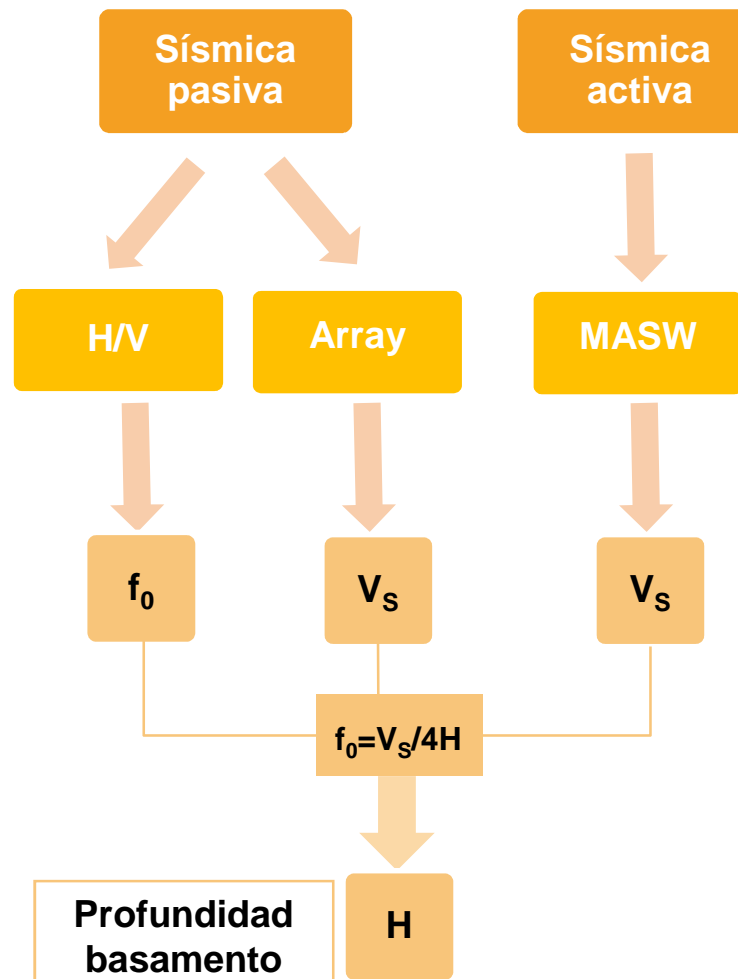 Sísmica
pasiva
Sísmica
activa
H/V
Array
MASW
f₀
Vₛ
Vₛ
f₀=Vₛ/4H
H
Profundidad
basamento